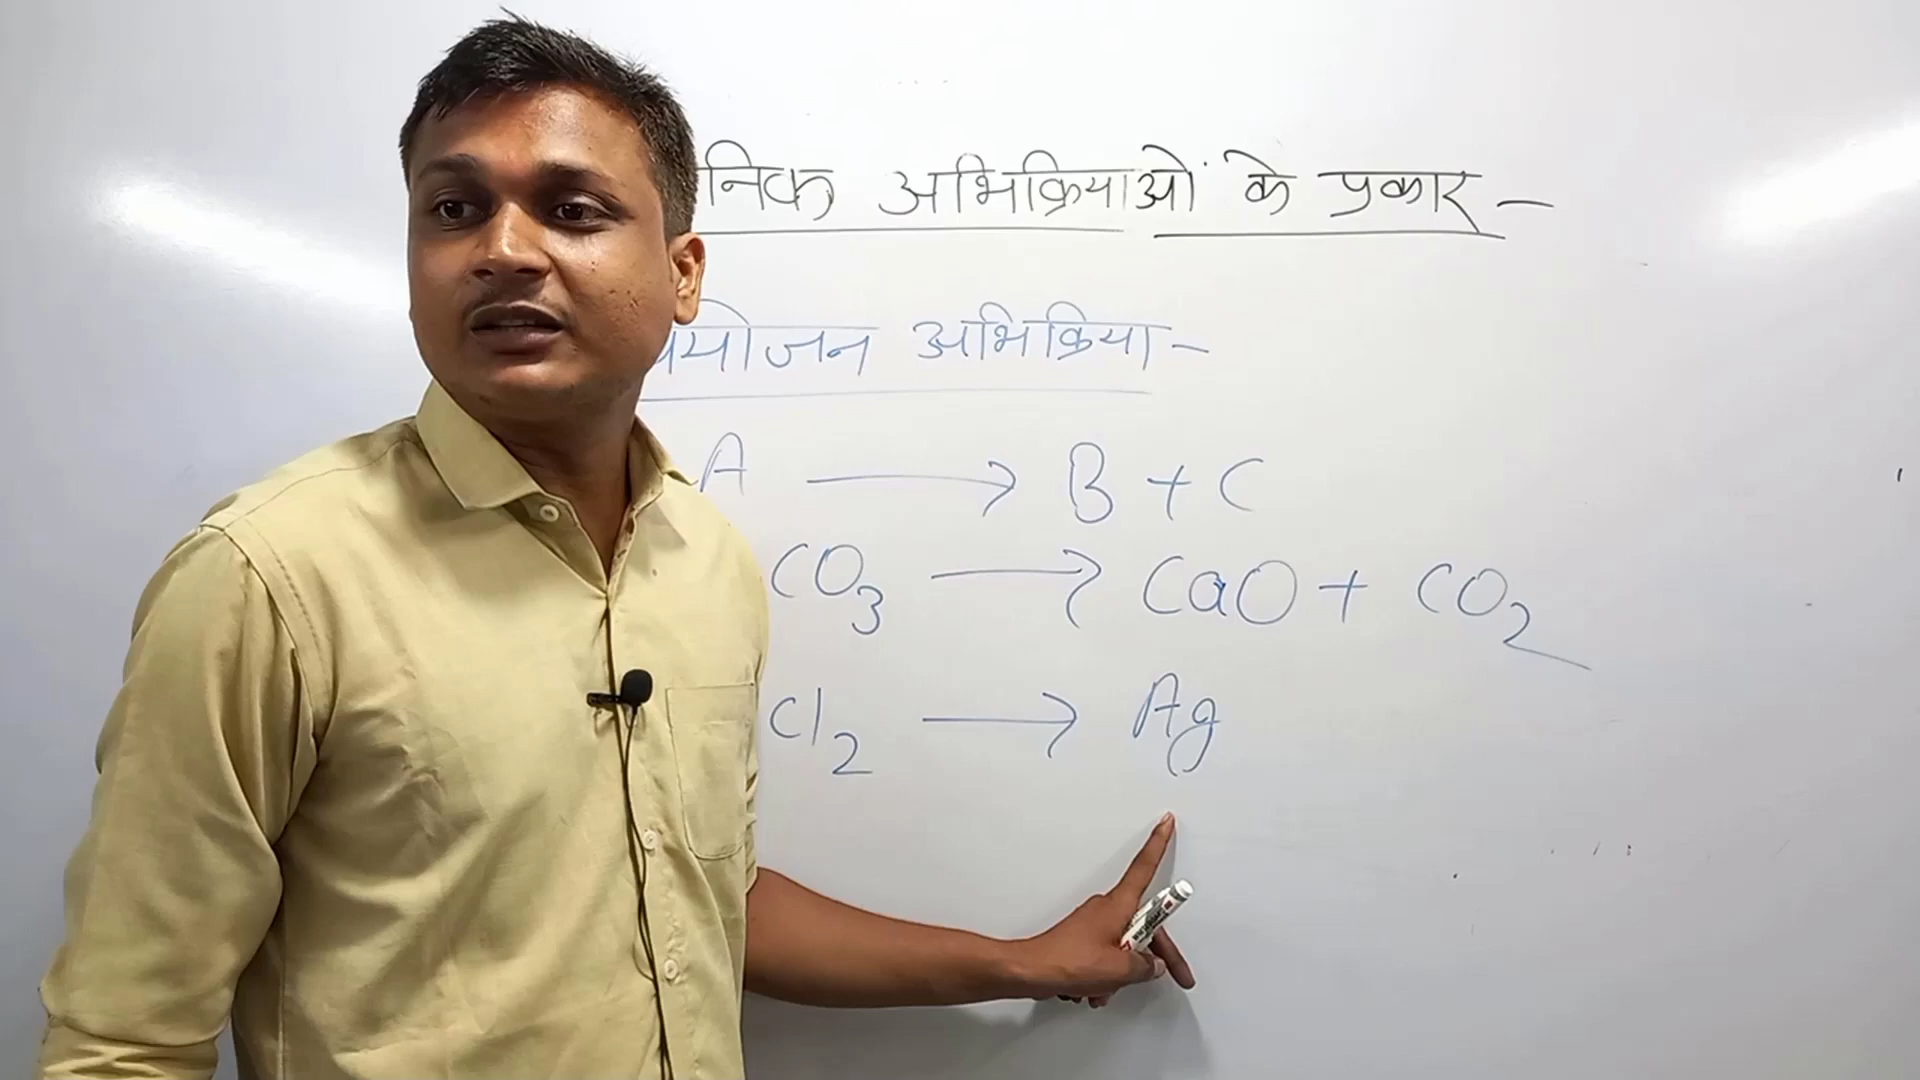 निक अभिक्रियाओं के प्रकार -
योजन अभिक्रिया -
A → B + C
CO3 → CaO + CO2
Cl2 → Ag